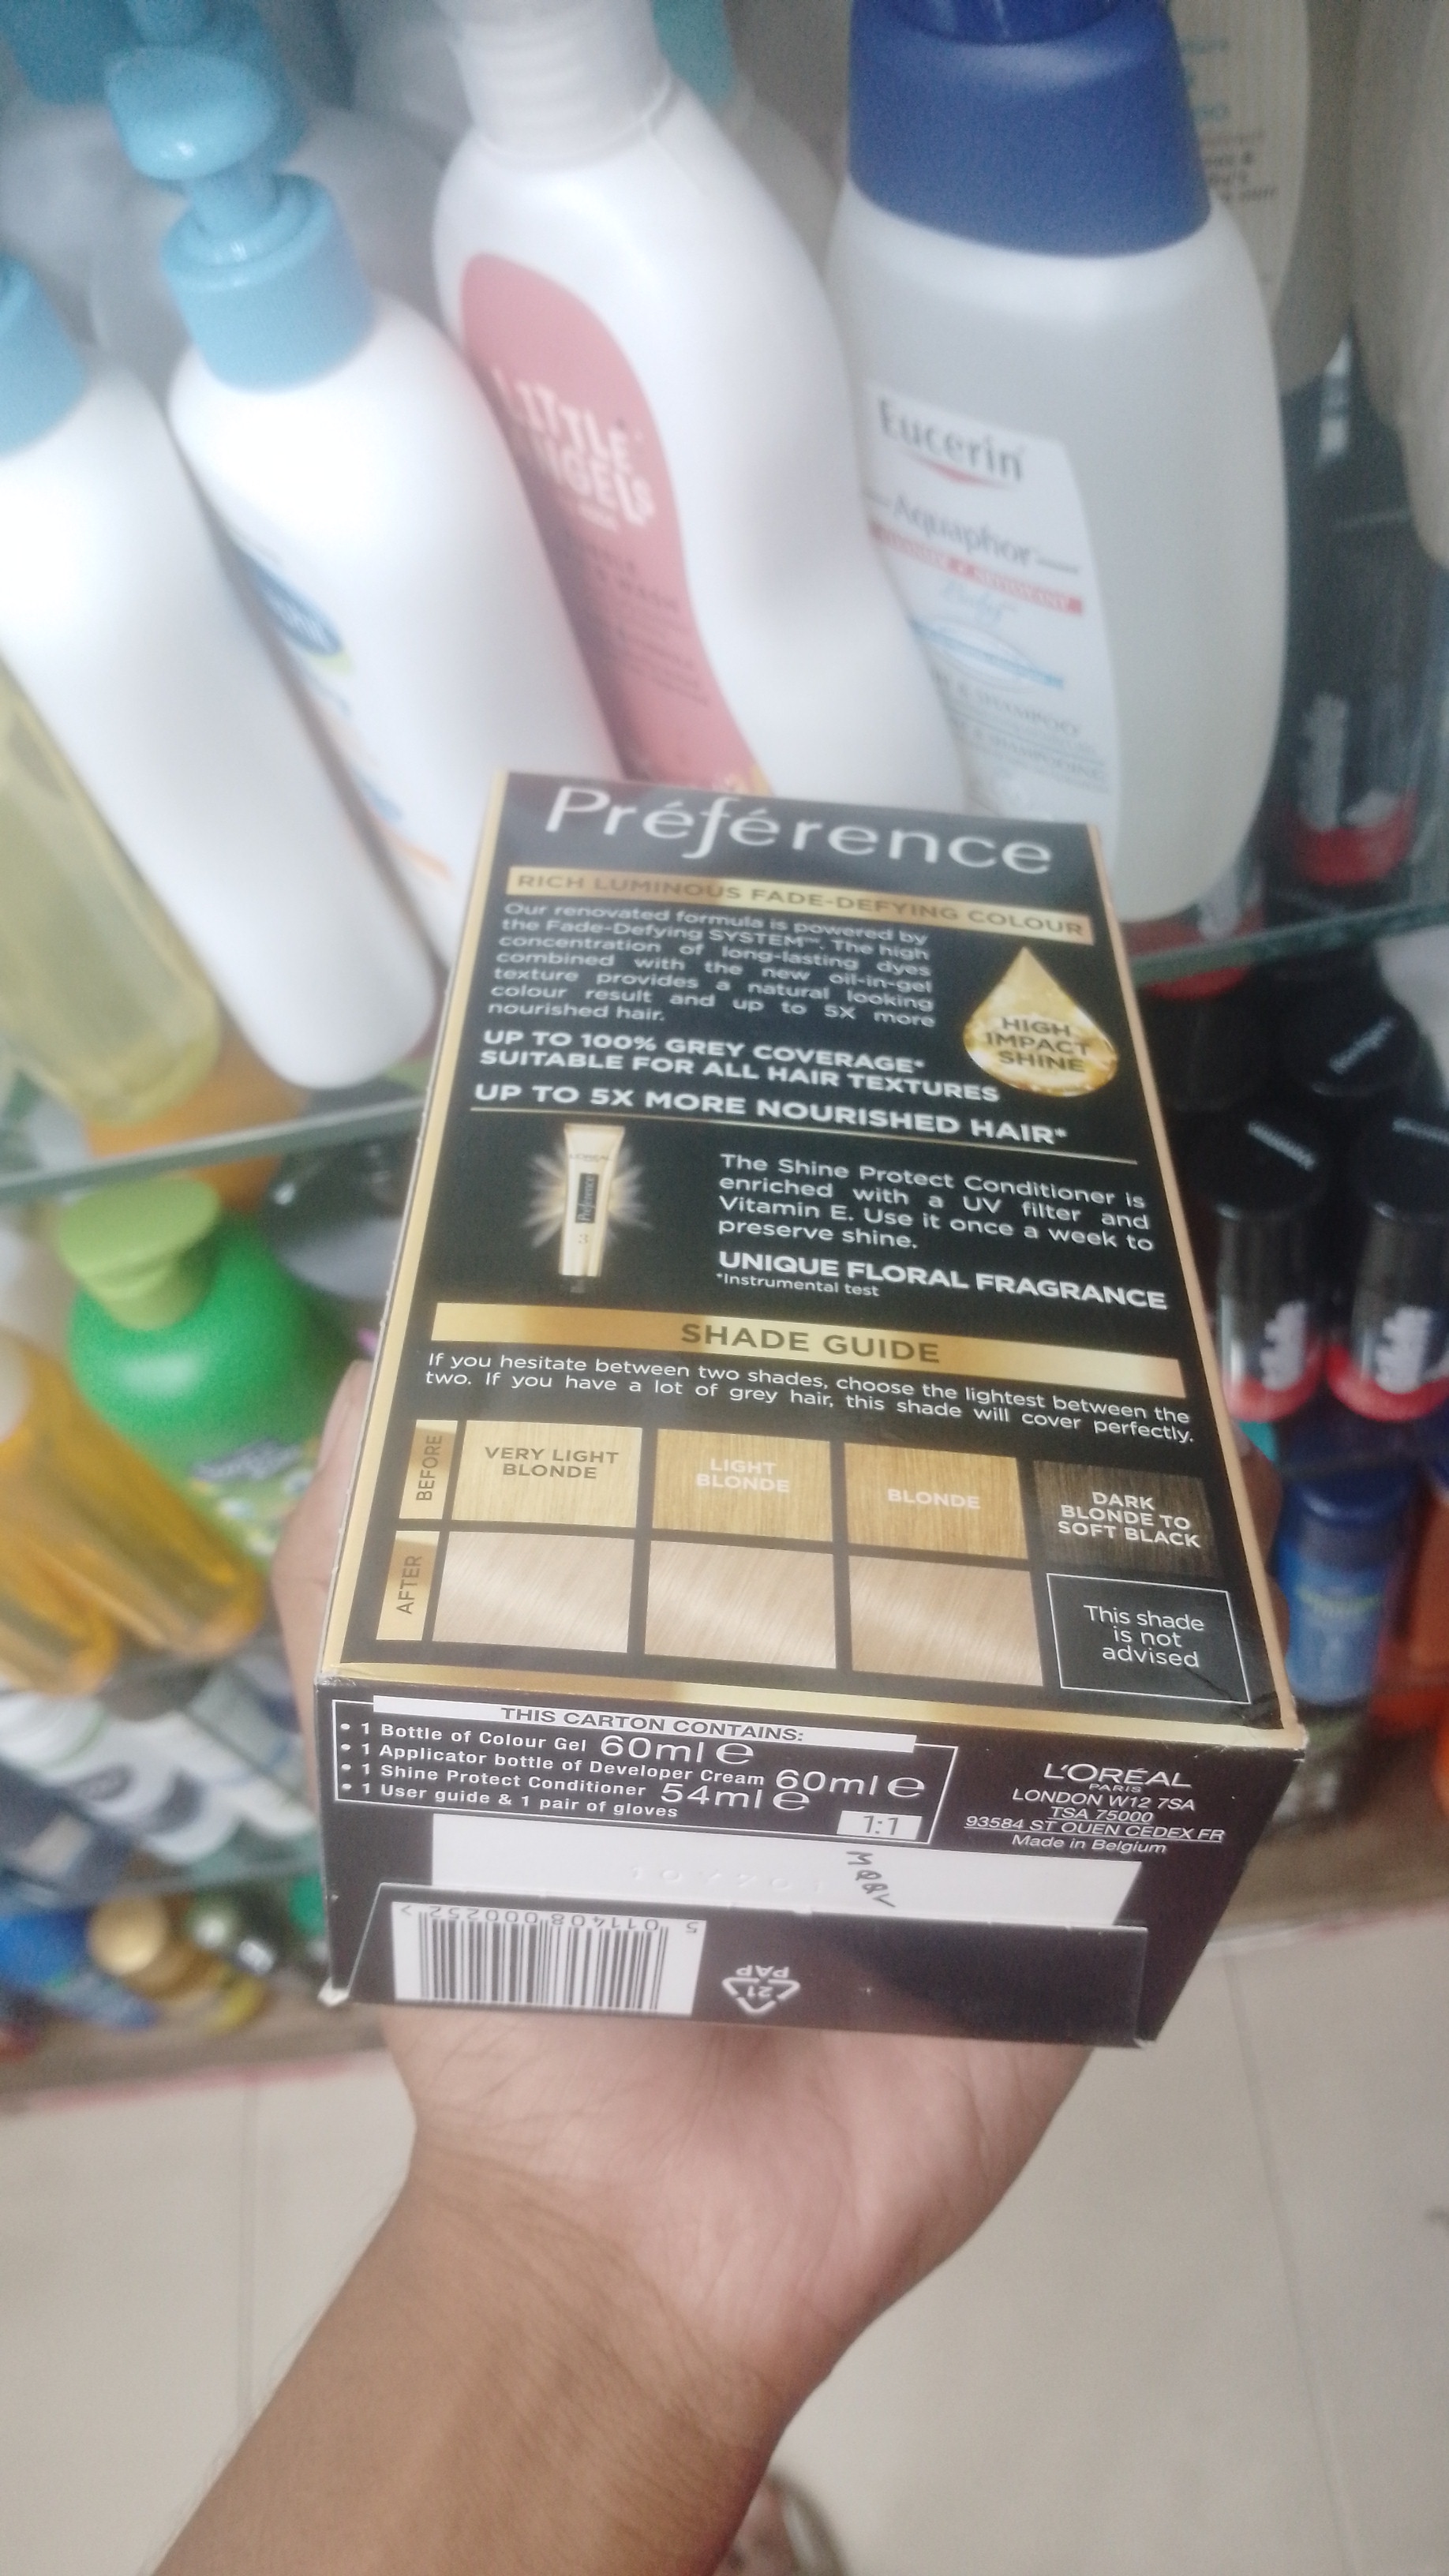 Eucerin
Aquaphor
LITTLE
Préférence
RICH LUMINOUS FADE-DEFYING COLOUR
Our renovated formula is powered by
the Fade-Defying SYSTEM™. The high
concentration of long-lasting dyes
combined with the new oil-in-gel
texture provides a natural looking
colour result and up to 5X more
nourished hair.
HIGH
IMPACT
SHINE
UP TO 100% GREY COVERAGE*
SUITABLE FOR ALL HAIR TEXTURES
UP TO 5X MORE NOURISHED HAIR*
The Shine Protect Conditioner is
enriched with a UV filter and
Vitamin E. Use it once a week to
preserve shine.
UNIQUE FLORAL FRAGRANCE
*Instrumental test
SHADE GUIDE
If you hesitate between two shades, choose the lightest between the
two. If you have a lot of grey hair, this shade will cover perfectly.
BEFORE
VERY LIGHT
BLONDE
LIGHT
BLONDE
BLONDE
DARK
BLONDE TO
SOFT BLACK
AFTER
This shade
is not
advised
THIS CARTON CONTAINS:
• 1 Bottle of Colour Gel 60ml ℮
• 1 Applicator bottle of Developer Cream 60ml ℮
• 1 Shine Protect Conditioner 54ml ℮
• 1 User guide & 1 pair of gloves
1:1
L'ORÉAL
PARIS
LONDON W12 7SA
TSA 75000
93584 ST OUEN CEDEX FR
Made in Belgium
5 011408 000252 >
21
PAP